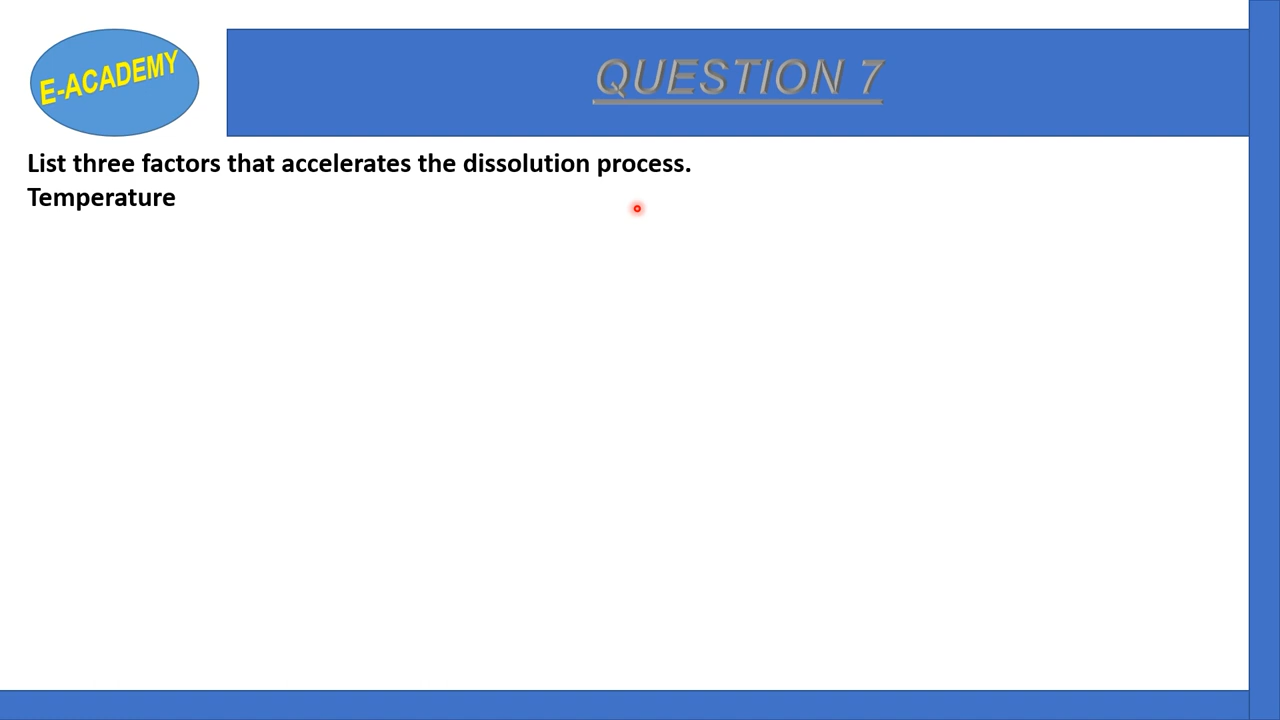 E-ACADEMY
QUESTION 7
List three factors that accelerates the dissolution process.
Temperature